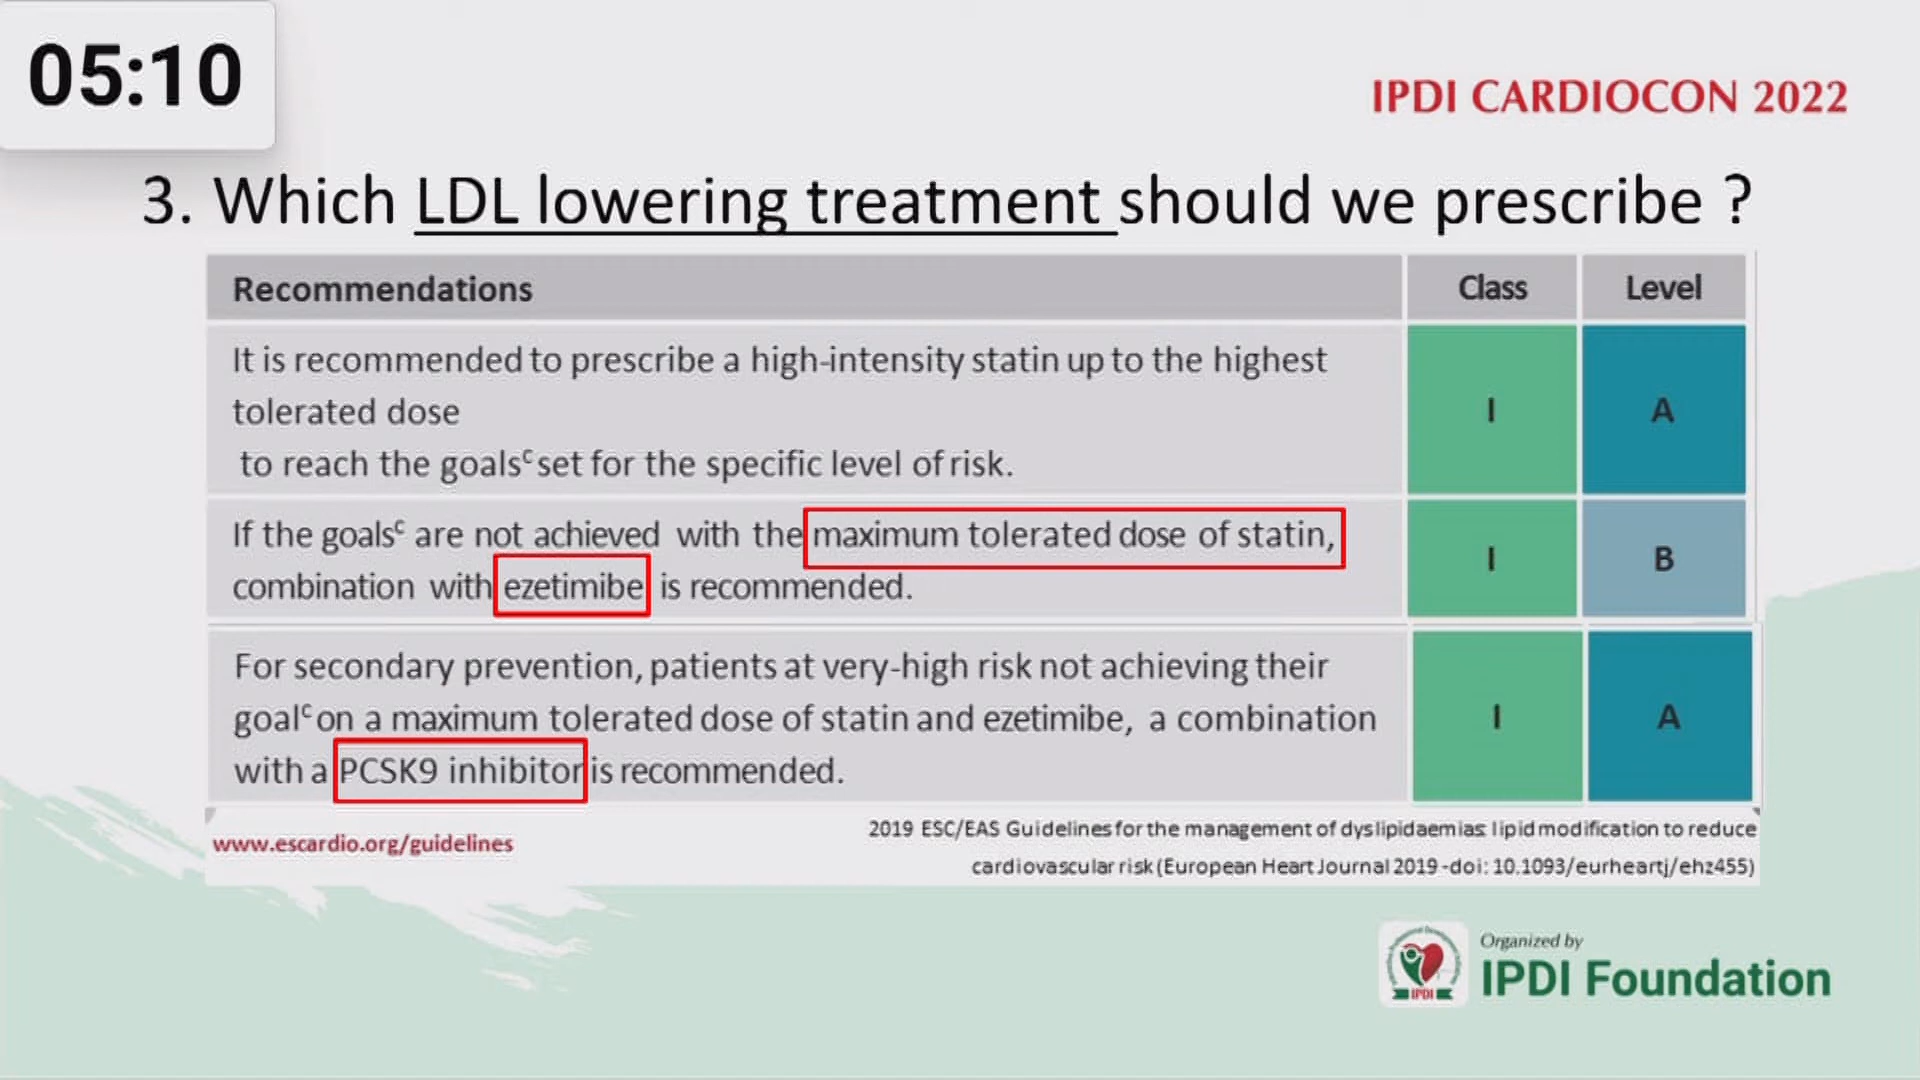 05:10
IPDI CARDIOCON 2022
3. Which LDL lowering treatment should we prescribe ?
Recommendations
Class
Level
It is recommended to prescribe a high-intensity statin up to the highest
tolerated dose
to reach the goalsᶜ set for the specific level of risk.
I
A
If the goalsᶜ are not achieved with the maximum tolerated dose of statin,
combination with ezetimibe is recommended.
I
B
For secondary prevention, patients at very-high risk not achieving their
goalᶜ on a maximum tolerated dose of statin and ezetimibe, a combination
with a PCSK9 inhibitor is recommended.
I
A
www.escardio.org/guidelines
2019 ESC/EAS Guidelines for the management of dyslipidaemias: lipid modification to reduce
cardiovascular risk (European Heart Journal 2019 -doi: 10.1093/eurheartj/ehz455)
Organized by
IPDI Foundation
IPDI